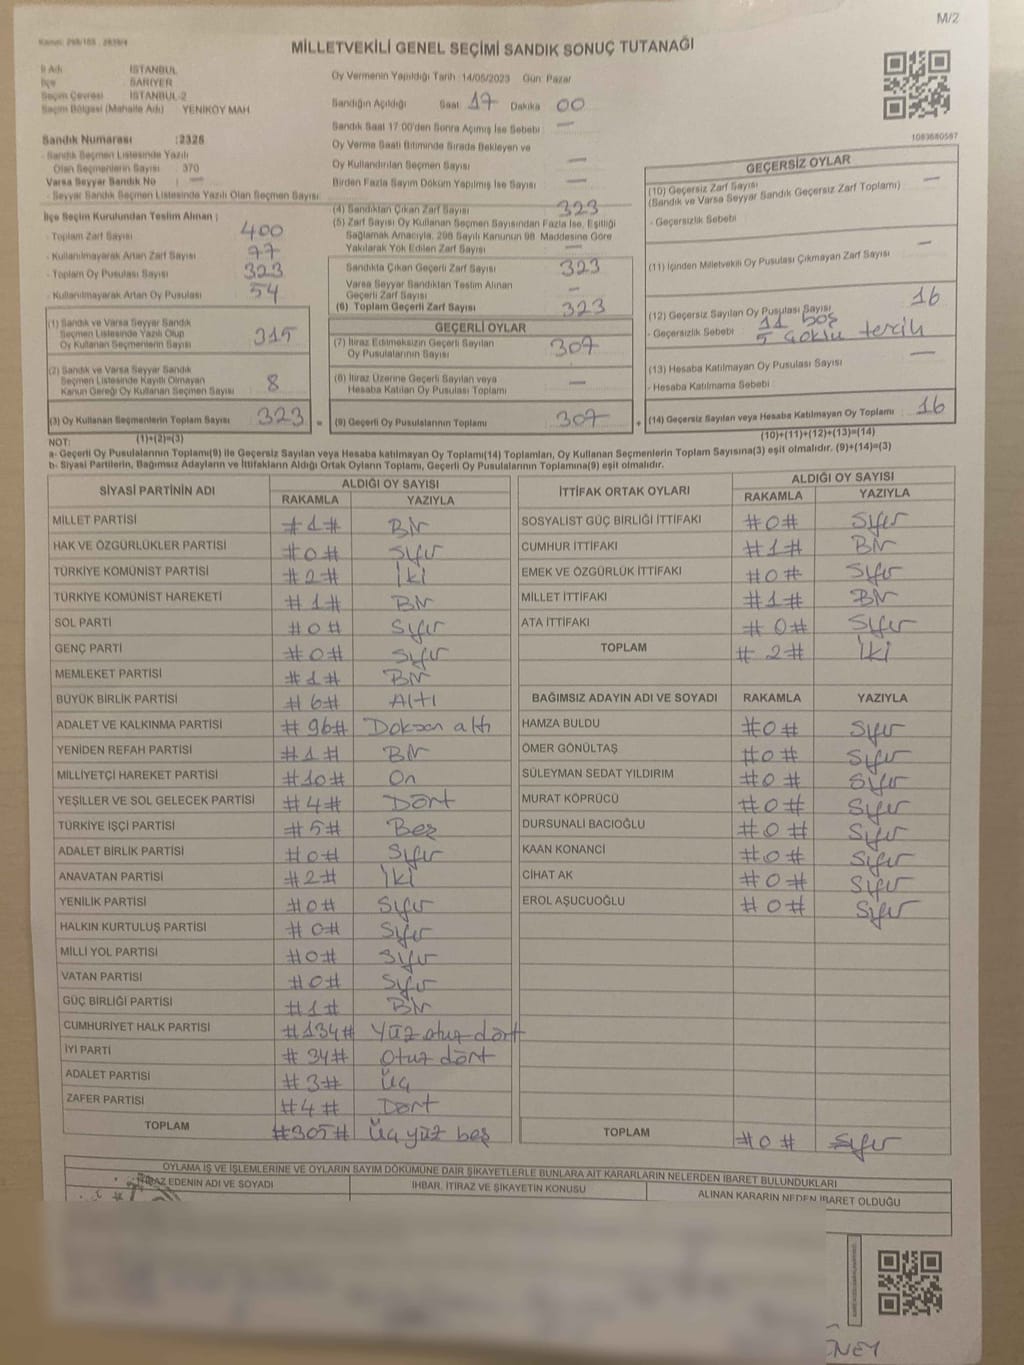 M/2
MİLLETVEKİLİ GENEL SEÇİMİ SANDIK SONUÇ TUTANAĞI
İl Adı İSTANBUL
İlçe SARIYER
Seçim Çevresi İSTANBUL-2
Seçim Bölgesi (Mahalle Adı) YENİKÖY MAH.
Sandık Numarası :2326
- Sandık Seçmen Listesinde Yazılı
Olan Seçmenlerin Sayısı : 370
Varsa Seyyar Sandık No : —
- Seyyar Sandık Seçmen Listesinde Yazılı Olan Seçmen Sayısı:
Oy Vermenin Yapıldığı Tarih :14/05/2023 Gün: Pazar
Sandığın Açıldığı Saat 17 Dakika 00
Sandık Saat 17:00'den Sonra Açılmış İse Sebebi : —
Oy Verme Saati Bitiminde Sırada Bekleyen ve
Oy Kullandırılan Seçmen Sayısı —
Birden Fazla Sayım Döküm Yapılmış İse Sayısı —
1083680587
İlçe Seçim Kurulundan Teslim Alınan ;
- Toplam Zarf Sayısı 400
- Kullanılmayarak Artan Zarf Sayısı 77
- Toplam Oy Pusulası Sayısı 323
- Kullanılmayarak Artan Oy Pusulası 54
(1) Sandık ve Varsa Seyyar Sandık
Seçmen Listesinde Yazılı Olup
Oy Kullanan Seçmenlerin Sayısı 315
(2) Sandık ve Varsa Seyyar Sandık
Seçmen Listesinde Kayıtlı Olmayan
Kanun Gereği Oy Kullanan Seçmen Sayısı 8
(3) Oy Kullanan Seçmenlerin Toplam Sayısı 323 =
(1)+(2)=(3)
(4) Sandıktan Çıkan Zarf Sayısı 323
(5) Zarf Sayısı Oy Kullanan Seçmen Sayısından Fazla İse, Eşitliği
Sağlamak Amacıyla, 298 Sayılı Kanunun 98. Maddesine Göre
Yakılarak Yok Edilen Zarf Sayısı —
Sandıkta Çıkan Geçerli Zarf Sayısı 323
Varsa Seyyar Sandıktan Teslim Alınan
Geçerli Zarf Sayısı —
(6) Toplam Geçerli Zarf Sayısı 323
GEÇERLİ OYLAR
(7) İtiraz Edilmeksizin Geçerli Sayılan
Oy Pusulalarının Sayısı 307
(8) İtiraz Üzerine Geçerli Sayılan veya
Hesaba Katılan Oy Pusulası Toplamı —
(9) Geçerli Oy Pusulalarının Toplamı 307 +
GEÇERSİZ OYLAR
(10) Geçersiz Zarf Sayısı —
(Sandık ve Varsa Seyyar Sandık Geçersiz Zarf Toplamı)
- Geçersizlik Sebebi
(11) İçinden Milletvekili Oy Pusulası Çıkmayan Zarf Sayısı —
(12) Geçersiz Sayılan Oy Pusulası Sayısı 16
- Geçersizlik Sebebi 11 boş
5 çoklu tercih
(13) Hesaba Katılmayan Oy Pusulası Sayısı —
- Hesaba Katılmama Sebebi
(14) Geçersiz Sayılan veya Hesaba Katılmayan Oy Toplamı 16
(10)+(11)+(12)+(13)=(14)
NOT:
a- Geçerli Oy Pusulalarının Toplamı(9) ile Geçersiz Sayılan veya Hesaba katılmayan Oy Toplamı(14) Toplamları, Oy Kullanan Seçmenlerin Toplam Sayısına(3) eşit olmalıdır. (9)+(14)=(3)
b- Siyasi Partilerin, Bağımsız Adayların ve İttifakların Aldığı Ortak Oyların Toplamı, Geçerli Oy Pusulalarının Toplamına(9) eşit olmalıdır.
SİYASİ PARTİNİN ADI ALDIĞI OY SAYISI
RAKAMLA YAZIYLA
MİLLET PARTİSİ #1# Bir
HAK VE ÖZGÜRLÜKLER PARTİSİ #0# Sıfır
TÜRKİYE KOMÜNİST PARTİSİ #2# İki
TÜRKİYE KOMÜNİST HAREKETİ #1# Bir
SOL PARTİ #0# Sıfır
GENÇ PARTİ #0# Sıfır
MEMLEKET PARTİSİ #1# Bir
BÜYÜK BİRLİK PARTİSİ #6# Altı
ADALET VE KALKINMA PARTİSİ #96# Doksan altı
YENİDEN REFAH PARTİSİ #1# Bir
MİLLİYETÇİ HAREKET PARTİSİ #10# On
YEŞİLLER VE SOL GELECEK PARTİSİ #4# Dört
TÜRKİYE İŞÇİ PARTİSİ #5# Beş
ADALET BİRLİK PARTİSİ #0# Sıfır
ANAVATAN PARTİSİ #2# İki
YENİLİK PARTİSİ #0# Sıfır
HALKIN KURTULUŞ PARTİSİ #0# Sıfır
MİLLİ YOL PARTİSİ #0# Sıfır
VATAN PARTİSİ #0# Sıfır
GÜÇ BİRLİĞİ PARTİSİ #1# Bir
CUMHURİYET HALK PARTİSİ #134# Yüz otuz dört
İYİ PARTİ #34# Otuz dört
ADALET PARTİSİ #3# Üç
ZAFER PARTİSİ #4# Dört
TOPLAM #305# Üç yüz beş
İTTİFAK ORTAK OYLARI ALDIĞI OY SAYISI
RAKAMLA YAZIYLA
SOSYALİST GÜÇ BİRLİĞİ İTTİFAKI #0# Sıfır
CUMHUR İTTİFAKI #1# Bir
EMEK VE ÖZGÜRLÜK İTTİFAKI #0# Sıfır
MİLLET İTTİFAKI #1# Bir
ATA İTTİFAKI #0# Sıfır
TOPLAM #2# İki
BAĞIMSIZ ADAYIN ADI VE SOYADI RAKAMLA YAZIYLA
HAMZA BULDU #0# Sıfır
ÖMER GÖNÜLTAŞ #0# Sıfır
SÜLEYMAN SEDAT YILDIRIM #0# Sıfır
MURAT KÖPRÜCÜ #0# Sıfır
DURSUNALİ BACIOĞLU #0# Sıfır
KAAN KONANCİ #0# Sıfır
CİHAT AK #0# Sıfır
EROL AŞUCUOĞLU #0# Sıfır
TOPLAM #0# Sıfır
OYLAMA İŞ VE İŞLEMLERİNE VE OYLARIN SAYIM DÖKÜMÜNE DAİR ŞİKAYETLERLE BUNLARA AİT KARARLARIN NELERDEN İBARET BULUNDUKLARI
İTİRAZ EDENİN ADI VE SOYADI İHBAR, İTİRAZ VE ŞİKAYETİN KONUSU ALINAN KARARIN NEDEN İBARET OLDUĞU